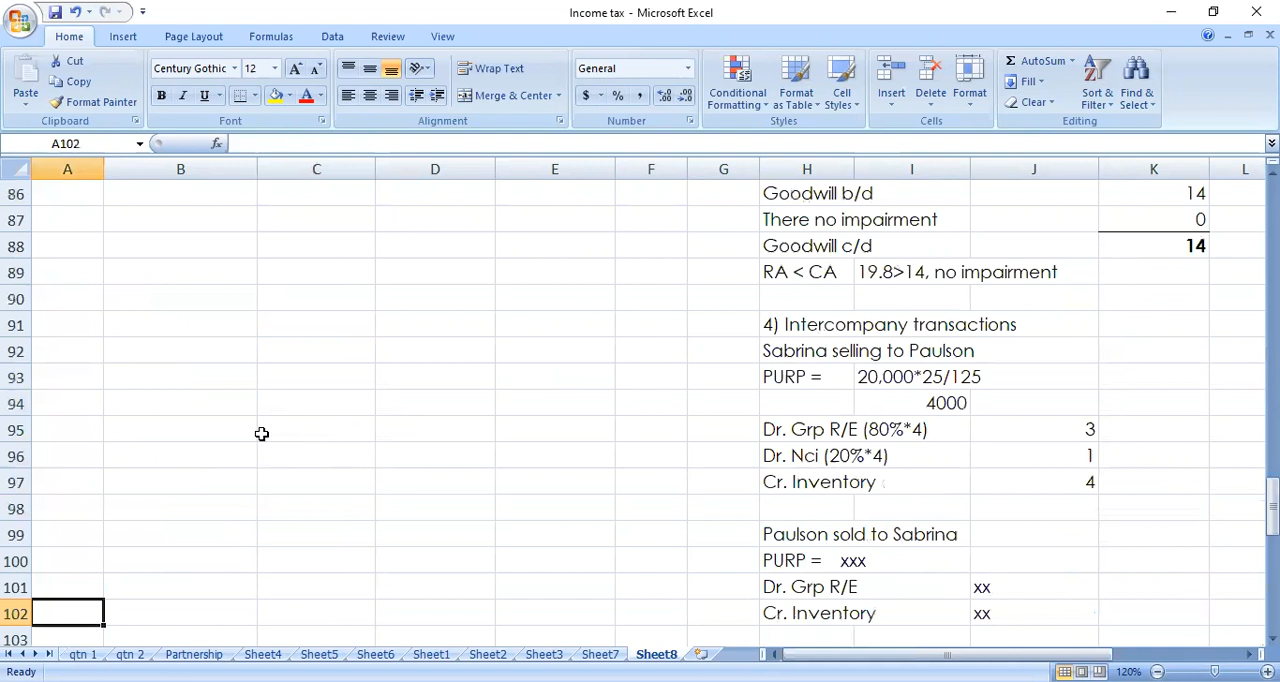 Income tax - Microsoft Excel
Home Insert Page Layout Formulas Data Review View
Cut
Copy
Format Painter
Paste
Clipboard
Century Gothic 12
B I U
Font
Wrap Text
Merge & Center
Alignment
General
$ % ,
Number
Conditional Formatting
Format as Table
Cell Styles
Styles
Insert Delete Format
Cells
AutoSum
Fill
Clear
Sort & Filter
Find & Select
Editing
A102 fx
A B C D E F G H I J K L
86 Goodwill b/d 14
87 There no impairment 0
88 Goodwill c/d 14
89 RA < CA 19.8>14, no impairment
90
91 4) Intercompany transactions
92 Sabrina selling to Paulson
93 PURP = 20,000*25/125
94 4000
95 Dr. Grp R/E (80%*4) 3
96 Dr. Nci (20%*4) 1
97 Cr. Inventory 4
98
99 Paulson sold to Sabrina
100 PURP = xxx
101 Dr. Grp R/E xx
102 Cr. Inventory xx
103
qtn 1 qtn 2 Partnership Sheet4 Sheet5 Sheet6 Sheet1 Sheet2 Sheet3 Sheet7 Sheet8
Ready 120%